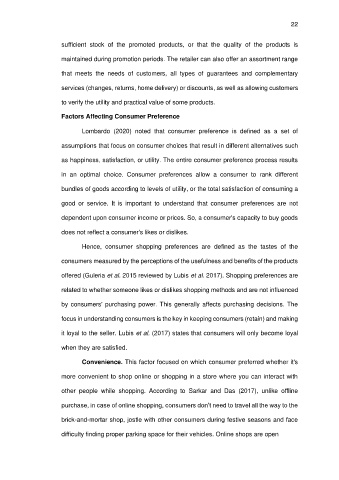 22
sufficient stock of the promoted products, or that the quality of the products is
maintained during promotion periods. The retailer can also offer an assortment range
that meets the needs of customers, all types of guarantees and complementary
services (changes, returns, home delivery) or discounts, as well as allowing customers
to verify the utility and practical value of some products.
Factors Affecting Consumer Preference
Lombardo (2020) noted that consumer preference is defined as a set of
assumptions that focus on consumer choices that result in different alternatives such
as happiness, satisfaction, or utility. The entire consumer preference process results
in an optimal choice. Consumer preferences allow a consumer to rank different
bundles of goods according to levels of utility, or the total satisfaction of consuming a
good or service. It is important to understand that consumer preferences are not
dependent upon consumer income or prices. So, a consumer's capacity to buy goods
does not reflect a consumer's likes or dislikes.
Hence, consumer shopping preferences are defined as the tastes of the
consumers measured by the perceptions of the usefulness and benefits of the products
offered (Guleria et al. 2015 reviewed by Lubis et al. 2017). Shopping preferences are
related to whether someone likes or dislikes shopping methods and are not influenced
by consumers' purchasing power. This generally affects purchasing decisions. The
focus in understanding consumers is the key in keeping consumers (retain) and making
it loyal to the seller. Lubis et al. (2017) states that consumers will only become loyal
when they are satisfied.
Convenience. This factor focused on which consumer preferred whether it's
more convenient to shop online or shopping in a store where you can interact with
other people while shopping. According to Sarkar and Das (2017), unlike offline
purchase, in case of online shopping, consumers don't need to travel all the way to the
brick-and-mortar shop, jostle with other consumers during festive seasons and face
difficulty finding proper parking space for their vehicles. Online shops are open